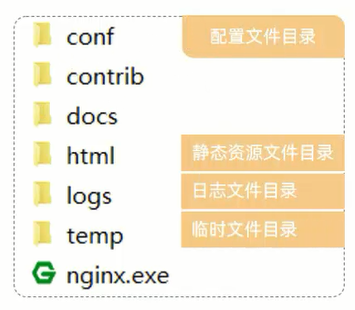 conf 配置文件目录
contrib
docs
html 静态资源文件目录
logs 日志文件目录
temp 临时文件目录
nginx.exe